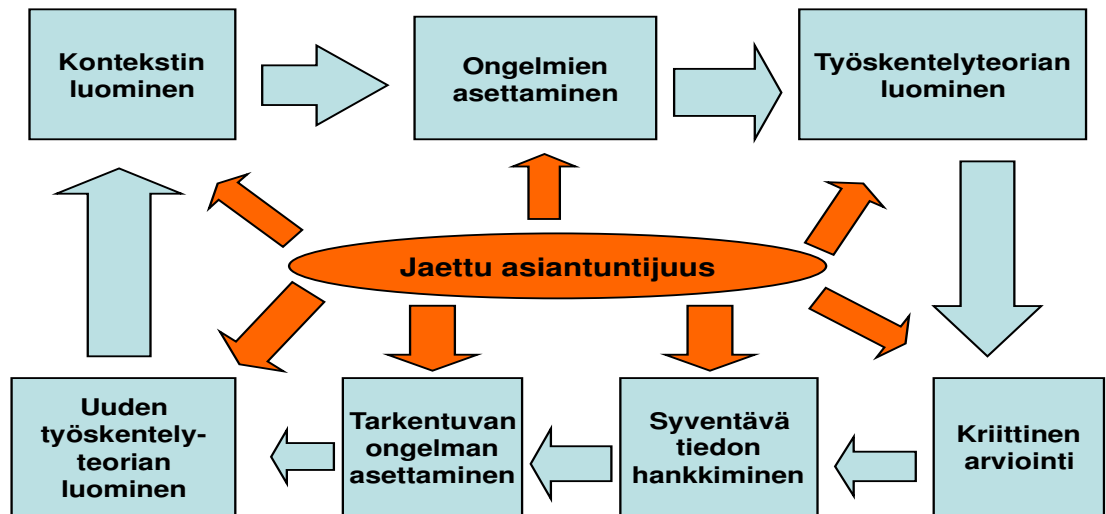 Kontekstin
luominen
Ongelmien
asettaminen
Työskentelyteorian
luominen
Jaettu asiantuntijuus
Uuden
työskentely-
teorian
luominen
Tarkentuvan
ongelman
asettaminen
Syventävä
tiedon
hankkiminen
Kriittinen
arviointi